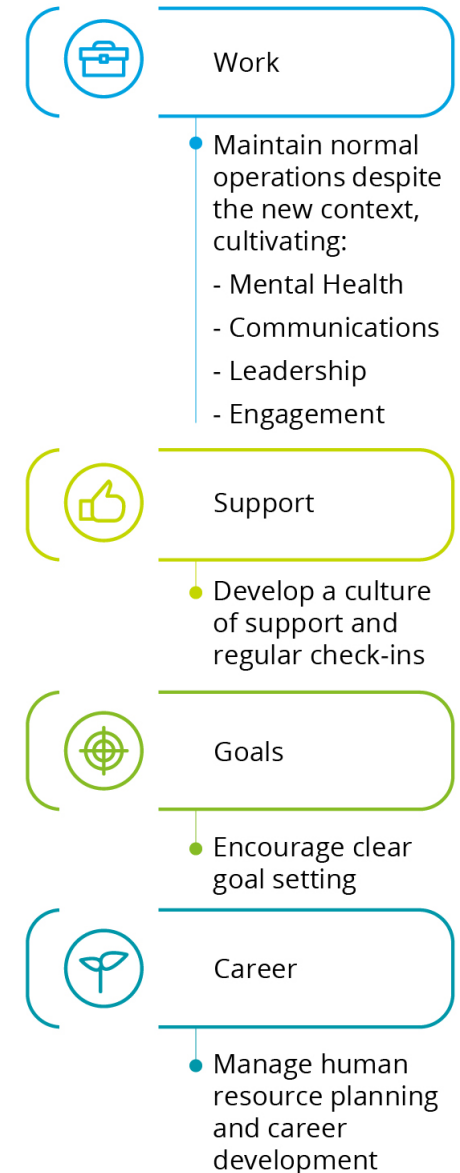 Work
Maintain normal
operations despite
the new context,
cultivating:
- Mental Health
- Communications
- Leadership
- Engagement
Support
Develop a culture
of support and
regular check-ins
Goals
Encourage clear
goal setting
Career
Manage human
resource planning
and career
development